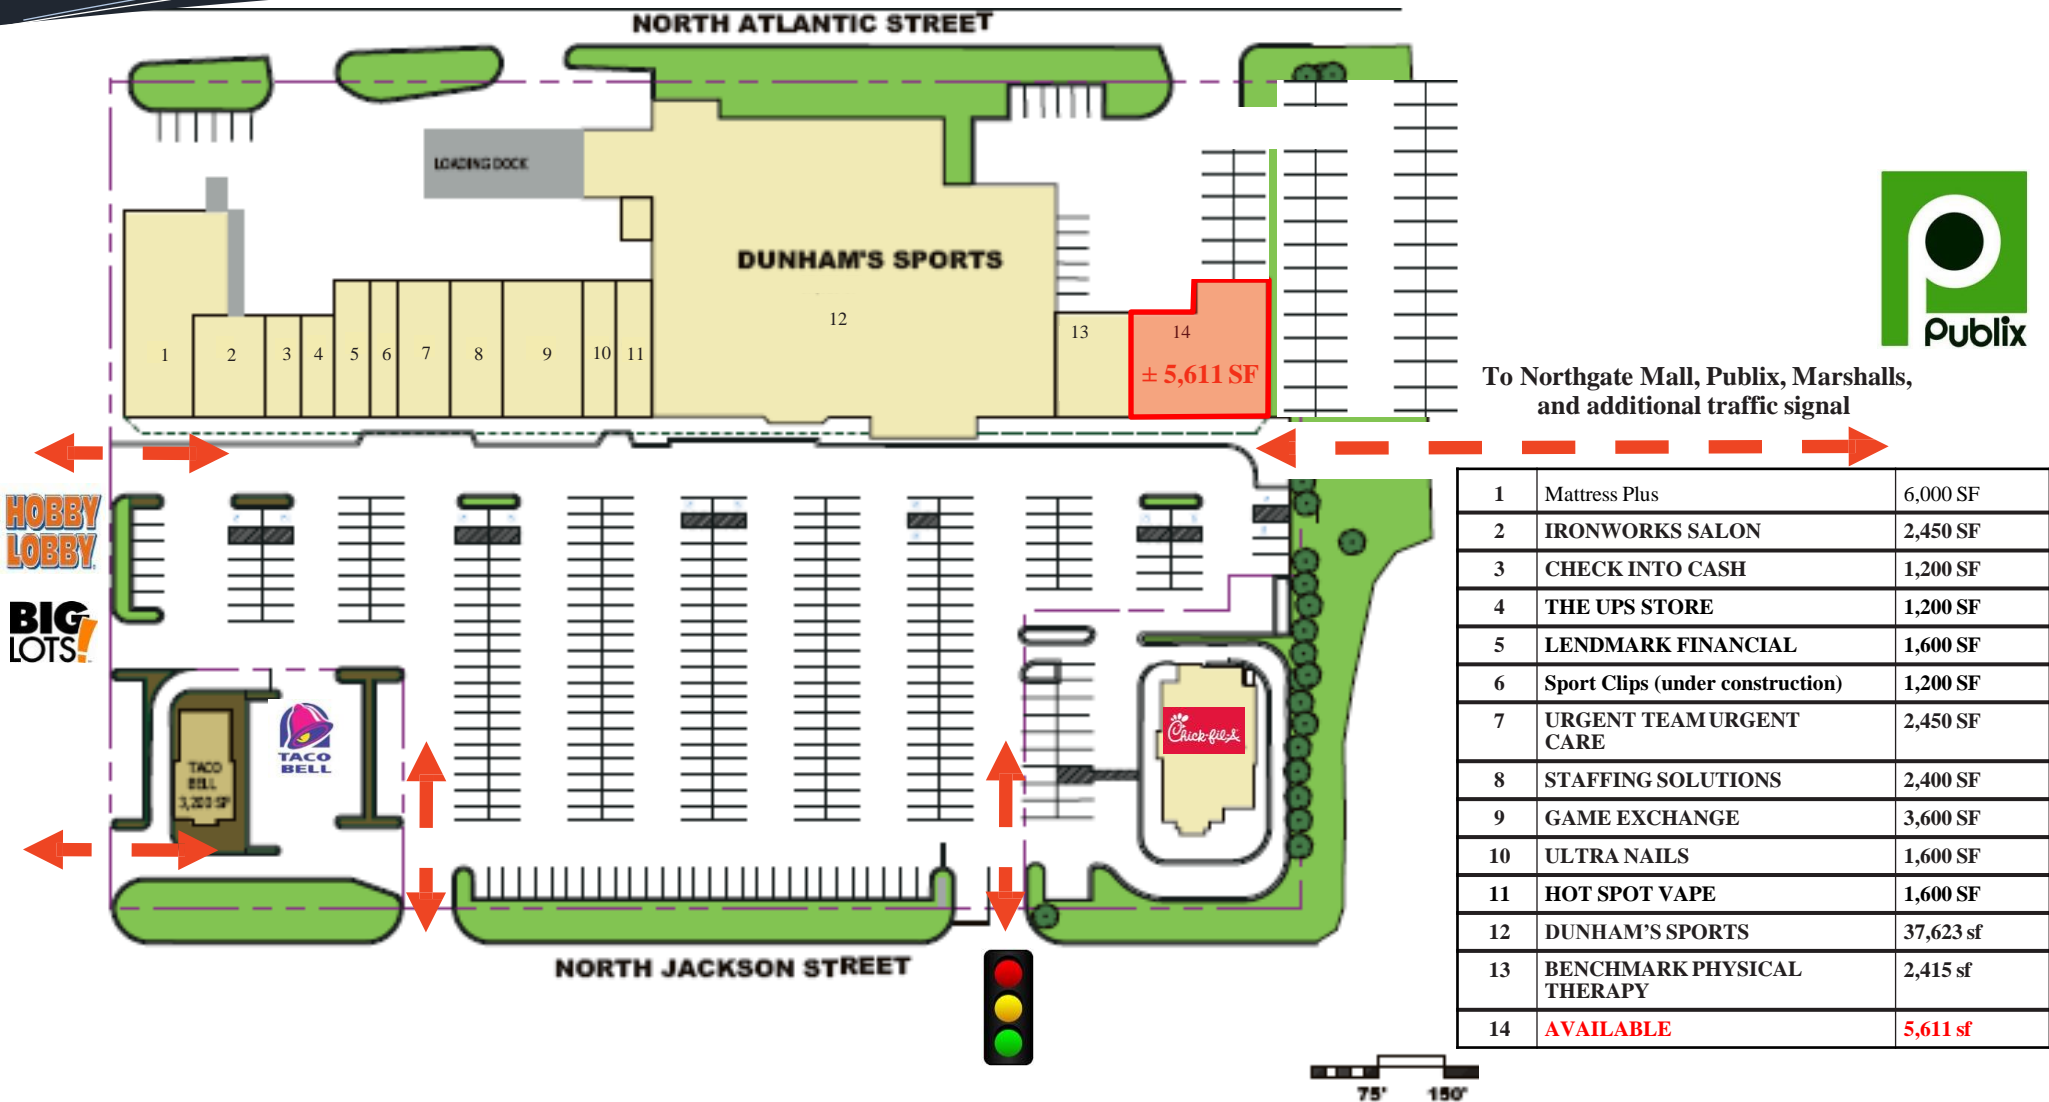 NORTH ATLANTIC STREET
LOADING DOCK
DUNHAM'S SPORTS
12
1
2
3
4
5
6
7
8
9
10
11
13
14
± 5,611 SF
Publix
To Northgate Mall, Publix, Marshalls,
and additional traffic signal
HOBBY
LOBBY
BIG
LOTS!
TACO
BELL
3,200 SF
TACO
BELL
Chick-fil-A
NORTH JACKSON STREET
1 Mattress Plus 6,000 SF
2 IRONWORKS SALON 2,450 SF
3 CHECK INTO CASH 1,200 SF
4 THE UPS STORE 1,200 SF
5 LENDMARK FINANCIAL 1,600 SF
6 Sport Clips (under construction) 1,200 SF
7 URGENT TEAM URGENT 2,450 SF
CARE
8 STAFFING SOLUTIONS 2,400 SF
9 GAME EXCHANGE 3,600 SF
10 ULTRA NAILS 1,600 SF
11 HOT SPOT VAPE 1,600 SF
12 DUNHAM'S SPORTS 37,623 sf
13 BENCHMARK PHYSICAL 2,415 sf
THERAPY
14 AVAILABLE 5,611 sf
75' 150'